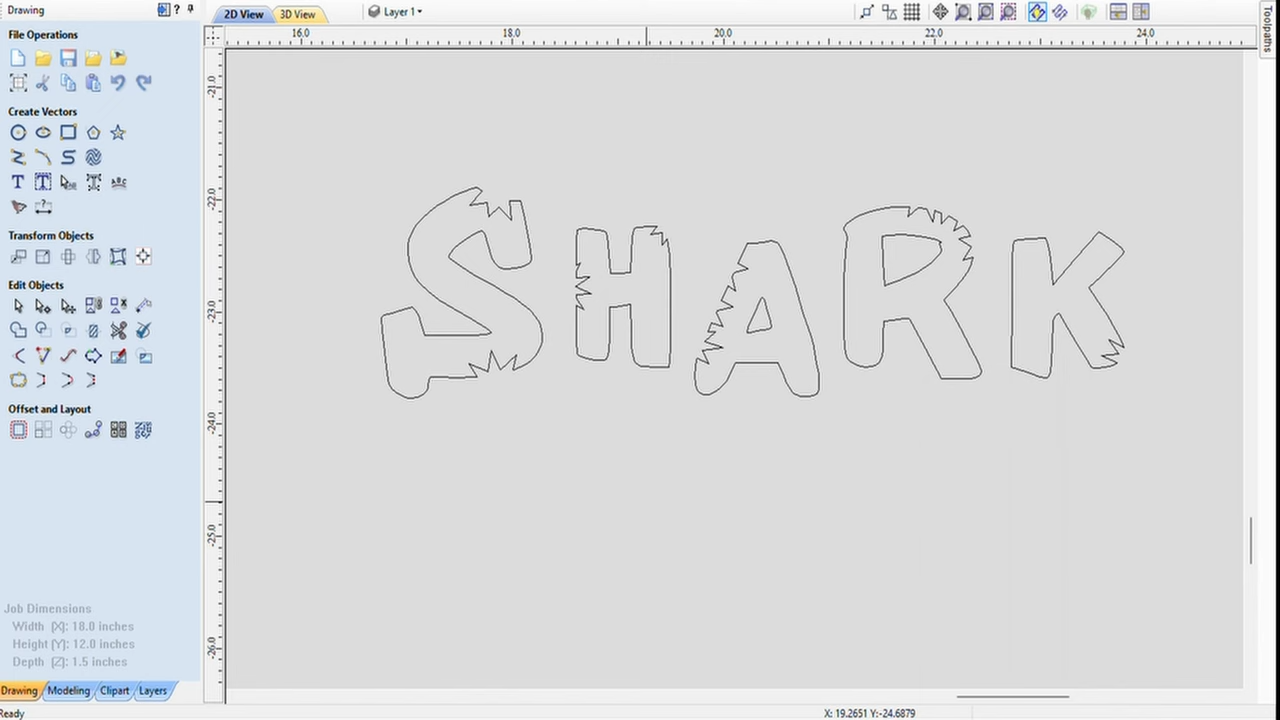 Drawing ?
2D View 3D View Layer 1
Toolpaths
File Operations
16.0 18.0 20.0 22.0 24.0
-21.0
-22.0
-23.0
-24.0
-25.0
-26.0
Create Vectors
Transform Objects
Edit Objects
Offset and Layout
SHARK
Job Dimensions
Width (X): 18.0 inches
Height (Y): 12.0 inches
Depth (Z): 1.5 inches
Drawing Modeling Clipart Layers
Ready X: 19.2651 Y:-24.6879